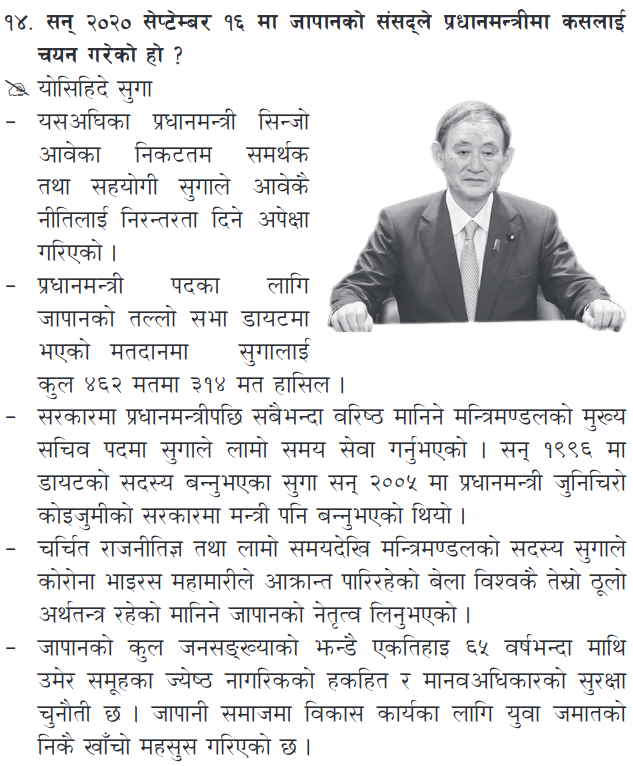 १४. सन् २०२० सेप्टेम्बर १६ मा जापानको संसद्ले प्रधानमन्त्रीमा कसलाई
चयन गरेको हो ?
योसिहिदे सुगा
– यसअघिका प्रधानमन्त्री सिन्जो
आवेका निकटतम समर्थक
तथा सहयोगी सुगाले आवेकै
नीतिलाई निरन्तरता दिने अपेक्षा
गरिएको ।
– प्रधानमन्त्री पदका लागि
जापानको तल्लो सभा डायटमा
भएको मतदानमा सुगालाई
कुल ४६२ मतमा ३१४ मत हासिल ।
– सरकारमा प्रधानमन्त्रीपछि सबैभन्दा वरिष्ठ मानिने मन्त्रिमण्डलको मुख्य
सचिव पदमा सुगाले लामो समय सेवा गर्नुभएको । सन् १९९६ मा
डायटको सदस्य बन्नुभएका सुगा सन् २००५ मा प्रधानमन्त्री जुनिचिरो
कोइजुमीको सरकारमा मन्त्री पनि बन्नुभएको थियो ।
– चर्चित राजनीतिज्ञ तथा लामो समयदेखि मन्त्रिमण्डलको सदस्य सुगाले
कोरोना भाइरस महामारीले आक्रान्त पारिरहेको बेला विश्वकै तेस्रो ठूलो
अर्थतन्त्र रहेको मानिने जापानको नेतृत्व लिनुभएको ।
– जापानको कुल जनसङ्ख्याको झन्डै एकतिहाइ ६५ वर्षभन्दा माथि
उमेर समूहका ज्येष्ठ नागरिकको हकहित र मानवअधिकारको सुरक्षा
चुनौती छ । जापानी समाजमा विकास कार्यका लागि युवा जमातको
निकै खाँचो महसुस गरिएको छ ।